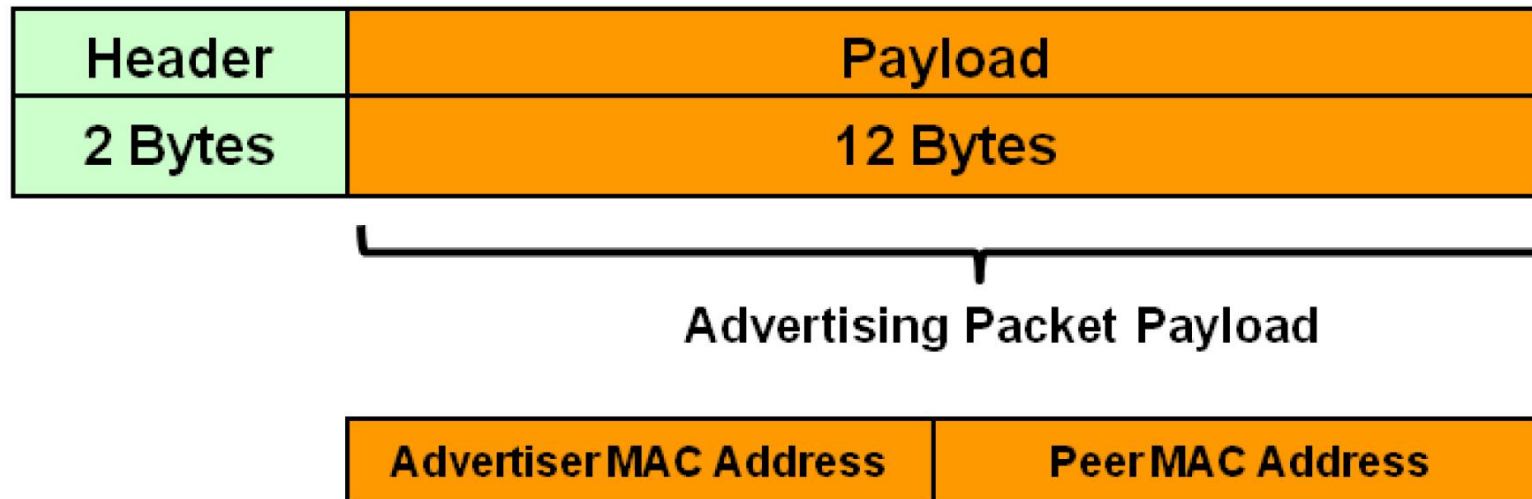 Header Payload
2 Bytes 12 Bytes
Advertising Packet Payload
Advertiser MAC Address Peer MAC Address